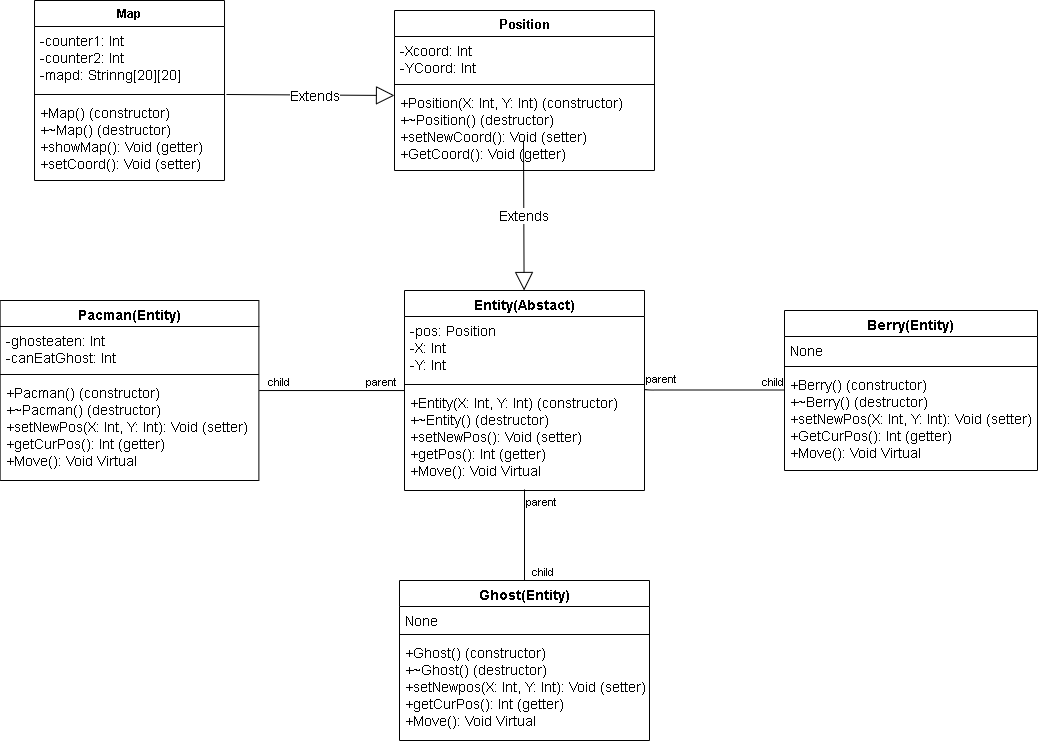 Map
-counter1: Int
-counter2: Int
-mapd: Strinng[20][20]
+Map() (constructor)
+~Map() (destructor)
+showMap(): Void (getter)
+setCoord(): Void (setter)
Extends
Position
-Xcoord: Int
-YCoord: Int
+Position(X: Int, Y: Int) (constructor)
+~Position() (destructor)
+setNewCoord(): Void (setter)
+GetCoord(): Void (getter)
Extends
Pacman(Entity)
-ghosteaten: Int
-canEatGhost: Int
+Pacman() (constructor)
+~Pacman() (destructor)
+setNewPos(X: Int, Y: Int): Void (setter)
+getCurPos(): Int (getter)
+Move(): Void Virtual
child
parent
Entity(Abstact)
-pos: Position
-X: Int
-Y: Int
+Entity(X: Int, Y: Int) (constructor)
+~Entity() (destructor)
+setNewPos(): Void (setter)
+getPos(): Int (getter)
+Move(): Void Virtual
parent
child
Berry(Entity)
None
+Berry() (constructor)
+~Berry() (destructor)
+setNewPos(X: Int, Y: Int): Void (setter)
+GetCurPos(): Int (getter)
+Move(): Void Virtual
parent
child
Ghost(Entity)
None
+Ghost() (constructor)
+~Ghost() (destructor)
+setNewpos(X: Int, Y: Int): Void (setter)
+getCurPos(): Int (getter)
+Move(): Void Virtual